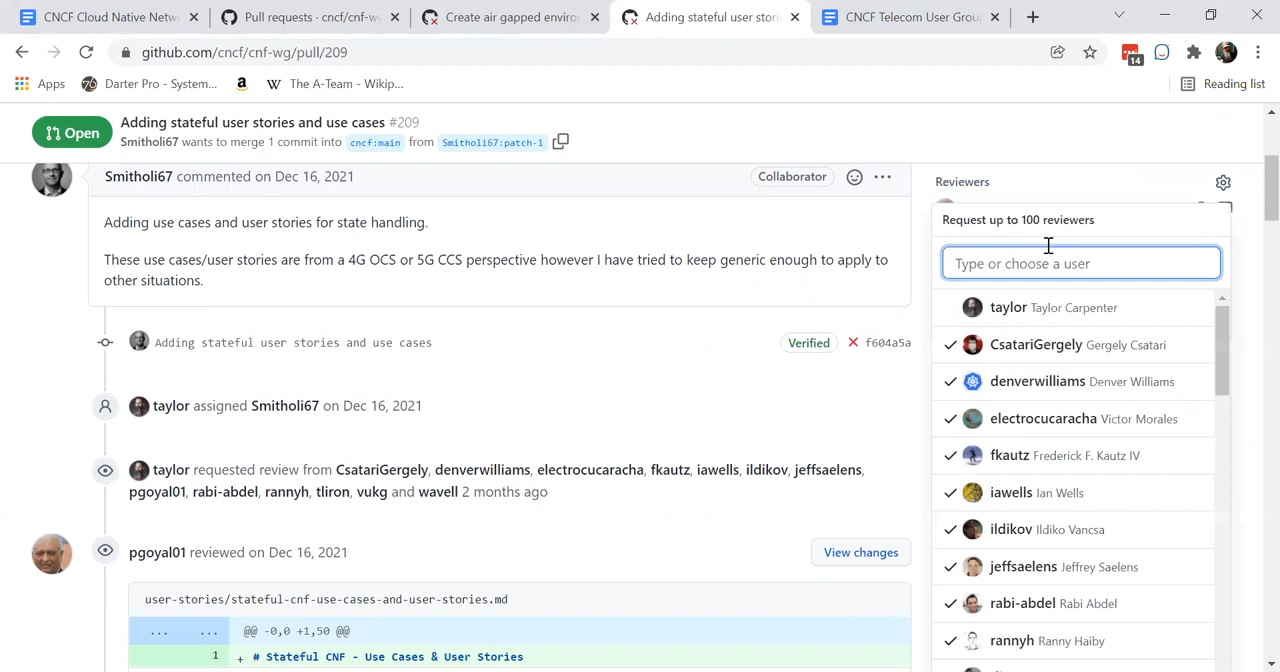 CNCF Cloud Native Netw
Pull requests · cncf/cnf-wg
Create air gapped environ
Adding stateful user stori
CNCF Telecom User Grou
github.com/cncf/cnf-wg/pull/209
14
Apps
Darter Pro - System...
The A-Team - Wikip...
Reading list
Open
Adding stateful user stories and use cases #209
Smitholi67 wants to merge 1 commit into cncf:main from Smitholi67:patch-1
Smitholi67 commented on Dec 16, 2021
Collaborator
Adding use cases and user stories for state handling.
These use cases/user stories are from a 4G OCS or 5G CCS perspective however I have tried to keep generic enough to apply to
other situations.
Adding stateful user stories and use cases
Verified
f604a5a
taylor assigned Smitholi67 on Dec 16, 2021
taylor requested review from CsatariGergely, denverwilliams, electrocucaracha, fkautz, iawells, ildikov, jeffsaelens,
pgoyal01, rabi-abdel, rannyh, tliron, vukg and wavell 2 months ago
pgoyal01 reviewed on Dec 16, 2021
View changes
user-stories/stateful-cnf-use-cases-and-user-stories.md
... ... @@ -0,0 +1,50 @@
1 + # Stateful CNF - Use Cases & User Stories
Reviewers
Request up to 100 reviewers
Type or choose a user
taylor Taylor Carpenter
CsatariGergely Gergely Csatari
denverwilliams Denver Williams
electrocucaracha Victor Morales
fkautz Frederick F. Kautz IV
iawells Ian Wells
ildikov Ildiko Vancsa
jeffsaelens Jeffrey Saelens
rabi-abdel Rabi Abdel
rannyh Ranny Haiby